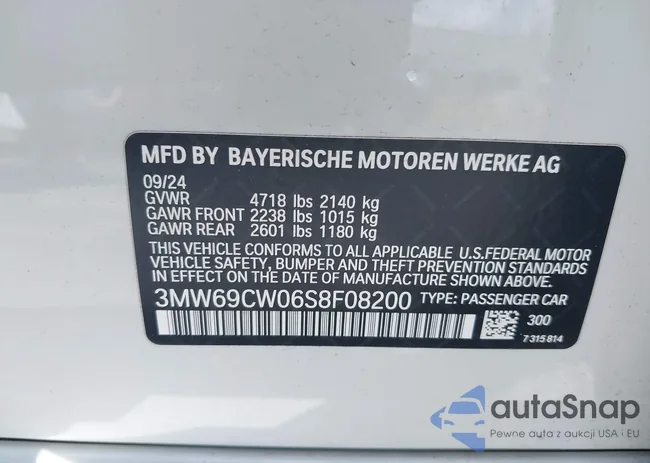 MFD BY BAYERISCHE MOTOREN WERKE AG
09/24
GVWR 4718 lbs 2140 kg
GAWR FRONT 2238 lbs 1015 kg
GAWR REAR 2601 lbs 1180 kg
THIS VEHICLE CONFORMS TO ALL APPLICABLE U.S.FEDERAL MOTOR
VEHICLE SAFETY, BUMPER AND THEFT PREVENTION STANDARDS
IN EFFECT ON THE DATE OF MANUFACTURE SHOWN ABOVE.
3MW69CW06S8F08200 TYPE: PASSENGER CAR
300
7315814
autaSnap
Pewne auta z aukcji USA i EU